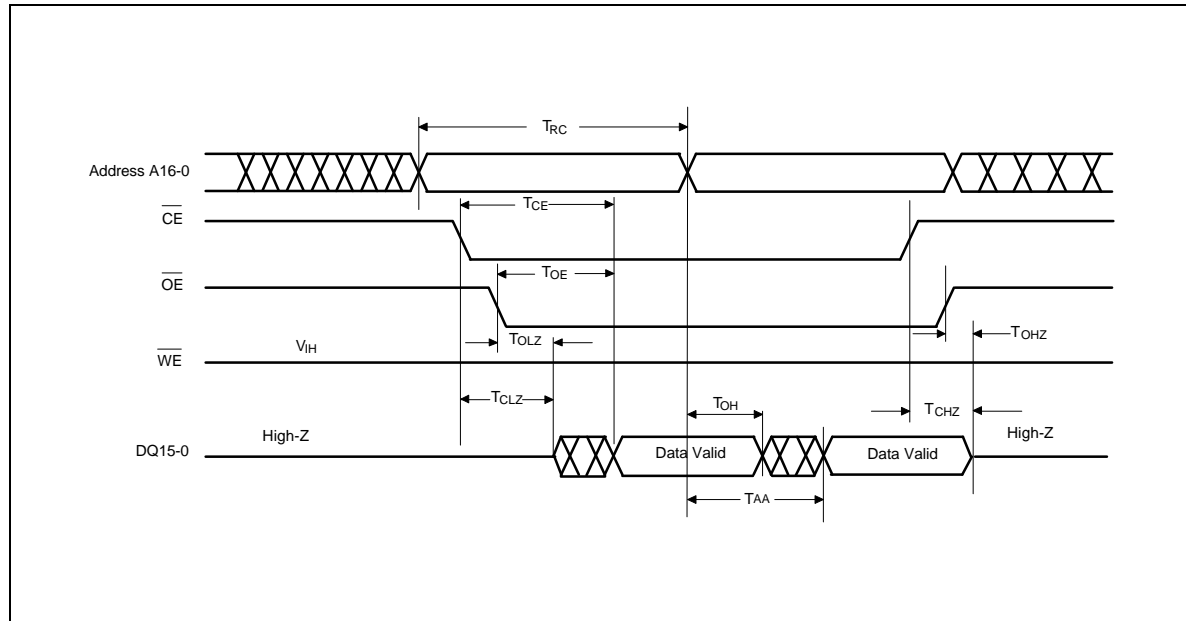 TRC
Address A16-0
TCE
CE
TOE
OE
TOLZ
TOHZ
VIH
WE
TCLZ
TOH
TCHZ
High-Z
High-Z
DQ15-0
Data Valid
Data Valid
TAA